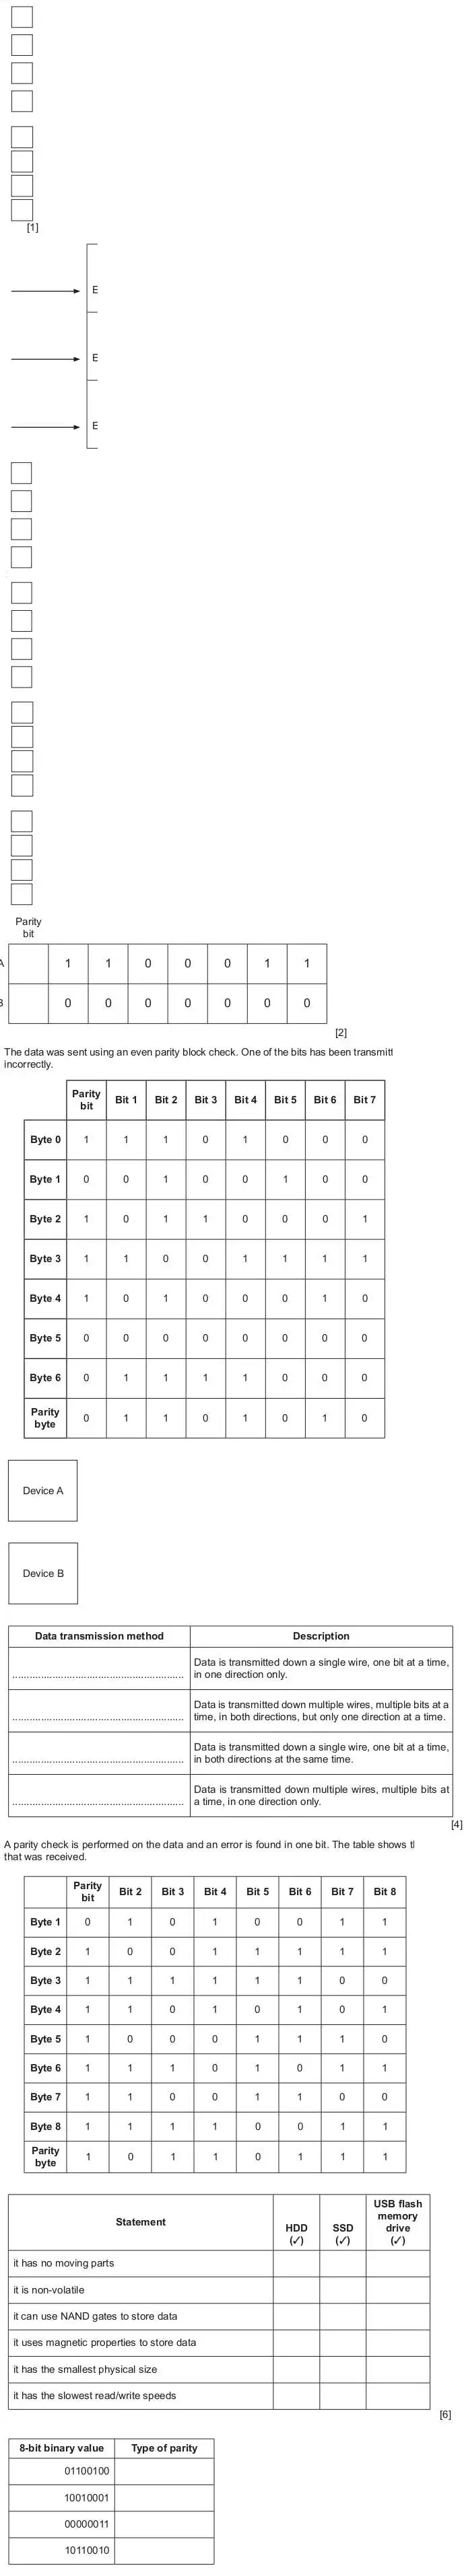 [1]
E
E
E
Parity
bit
A 1 1 0 0 0 1 1
B 0 0 0 0 0 0 0
[2]
The data was sent using an even parity block check. One of the bits has been transmitt
incorrectly.
Parity bit Bit 1 Bit 2 Bit 3 Bit 4 Bit 5 Bit 6 Bit 7
Byte 0 1 1 1 0 1 0 0 0
Byte 1 0 0 1 0 0 1 0 0
Byte 2 1 0 1 1 0 0 0 1
Byte 3 1 1 0 0 1 1 1 1
Byte 4 1 0 1 0 0 0 1 0
Byte 5 0 0 0 0 0 0 0 0
Byte 6 0 1 1 1 1 0 0 0
Parity byte 0 1 1 0 1 0 1 0
Device A
Device B
Data transmission method Description
Data is transmitted down a single wire, one bit at a time,
in one direction only.
Data is transmitted down multiple wires, multiple bits at a
time, in both directions, but only one direction at a time.
Data is transmitted down a single wire, one bit at a time,
in both directions at the same time.
Data is transmitted down multiple wires, multiple bits at
a time, in one direction only.
[4]
A parity check is performed on the data and an error is found in one bit. The table shows t
that was received.
Parity bit Bit 2 Bit 3 Bit 4 Bit 5 Bit 6 Bit 7 Bit 8
Byte 1 0 1 0 1 0 0 1 1
Byte 2 1 0 0 1 1 1 1 1
Byte 3 1 1 1 1 1 1 0 0
Byte 4 1 1 0 1 0 1 0 1
Byte 5 1 0 0 0 1 1 1 0
Byte 6 1 1 1 0 1 0 1 1
Byte 7 1 1 0 0 1 1 0 0
Byte 8 1 1 1 1 0 0 1 1
Parity byte 1 0 1 1 0 1 1 1
Statement HDD (✓) SSD (✓) USB flash memory drive (✓)
it has no moving parts
it is non-volatile
it can use NAND gates to store data
it uses magnetic properties to store data
it has the smallest physical size
it has the slowest read/write speeds
[6]
8-bit binary value Type of parity
01100100
10010001
00000011
10110010